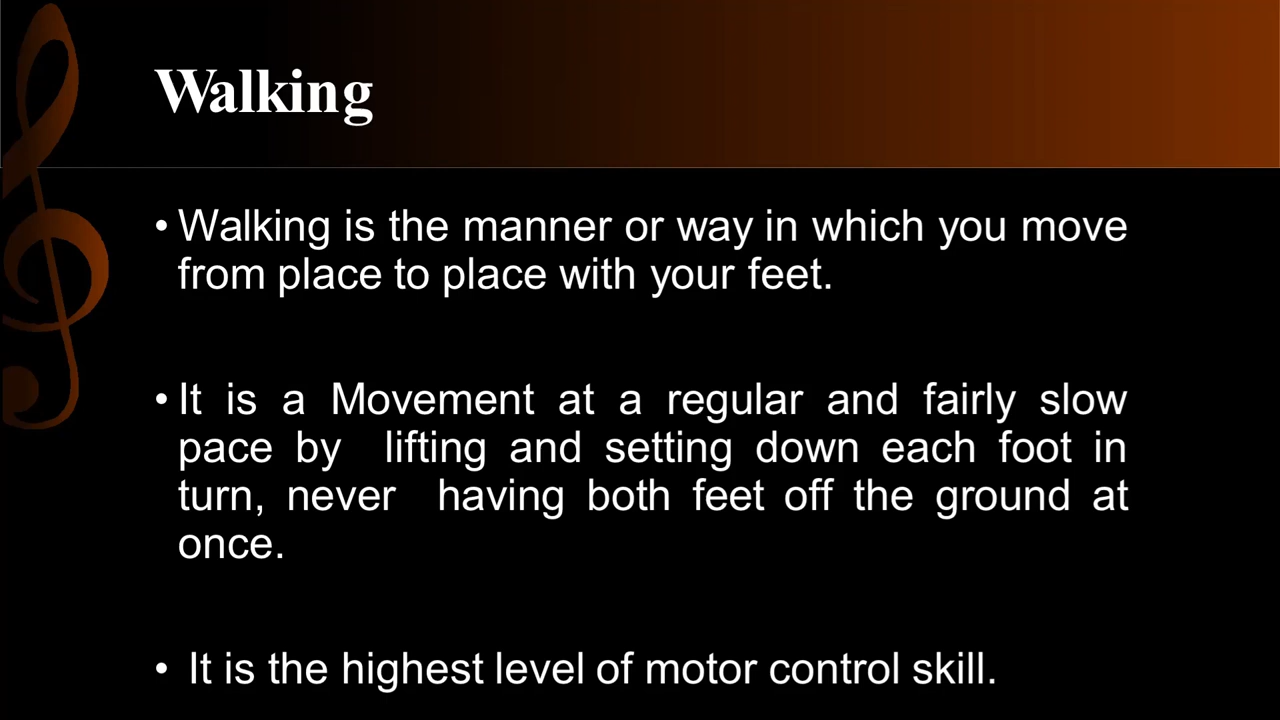 Walking
• Walking is the manner or way in which you move
from place to place with your feet.
• It is a Movement at a regular and fairly slow
pace by lifting and setting down each foot in
turn, never having both feet off the ground at
once.
• It is the highest level of motor control skill.